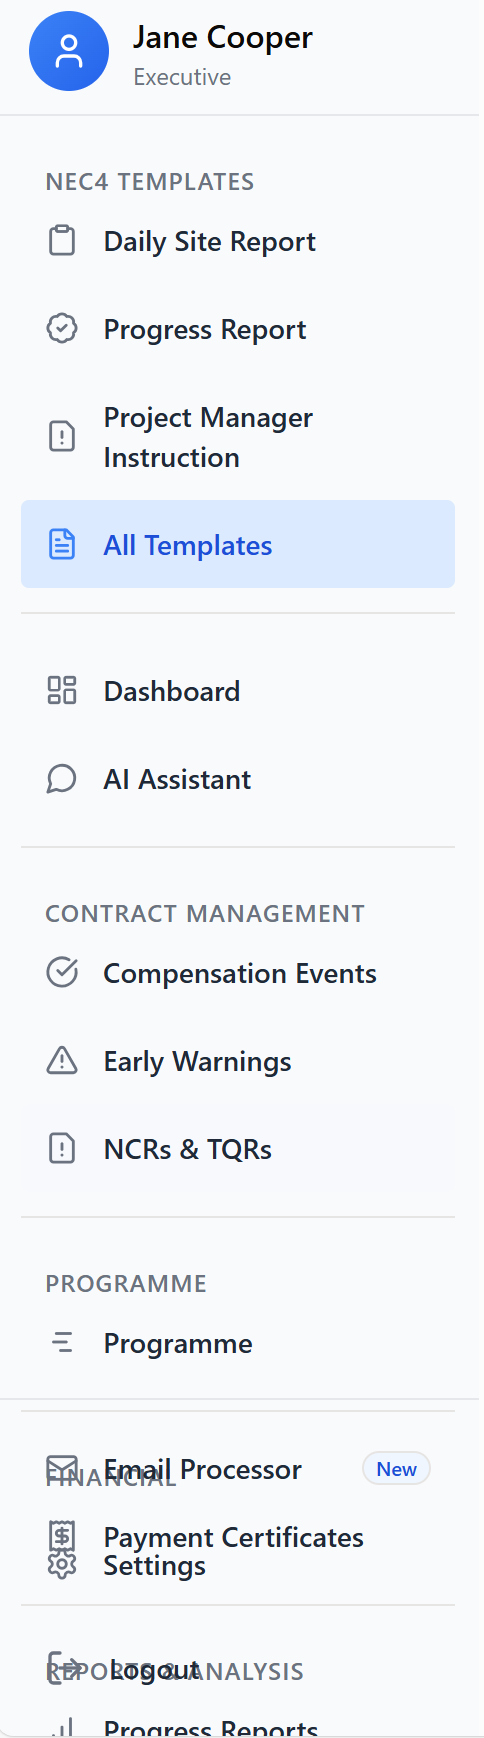 Jane Cooper
Executive
NEC4 TEMPLATES
Daily Site Report
Progress Report
Project Manager
Instruction
All Templates
Dashboard
AI Assistant
CONTRACT MANAGEMENT
Compensation Events
Early Warnings
NCRs & TQRs
PROGRAMME
Programme
Email Processor
New
FINANCIAL
Payment Certificates
Settings
Logout
REPORTS & ANALYSIS
Progress Reports